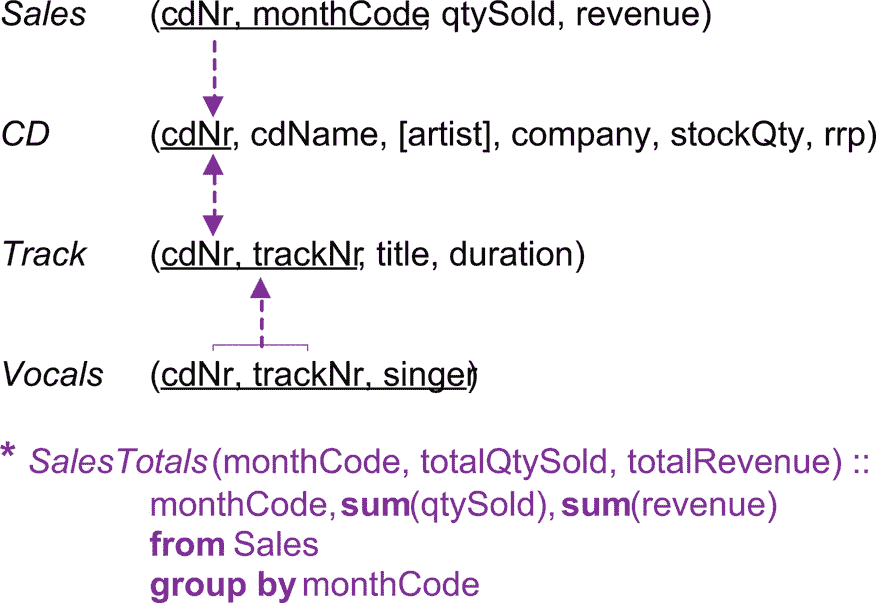 Sales (cdNr, monthCode, qtySold, revenue)
CD (cdNr, cdName, [artist], company, stockQty, rrp)
Track (cdNr, trackNr, title, duration)
Vocals (cdNr, trackNr, singer)
* SalesTotals(monthCode, totalQtySold, totalRevenue) ::
monthCode, sum(qtySold), sum(revenue)
from Sales
group by monthCode